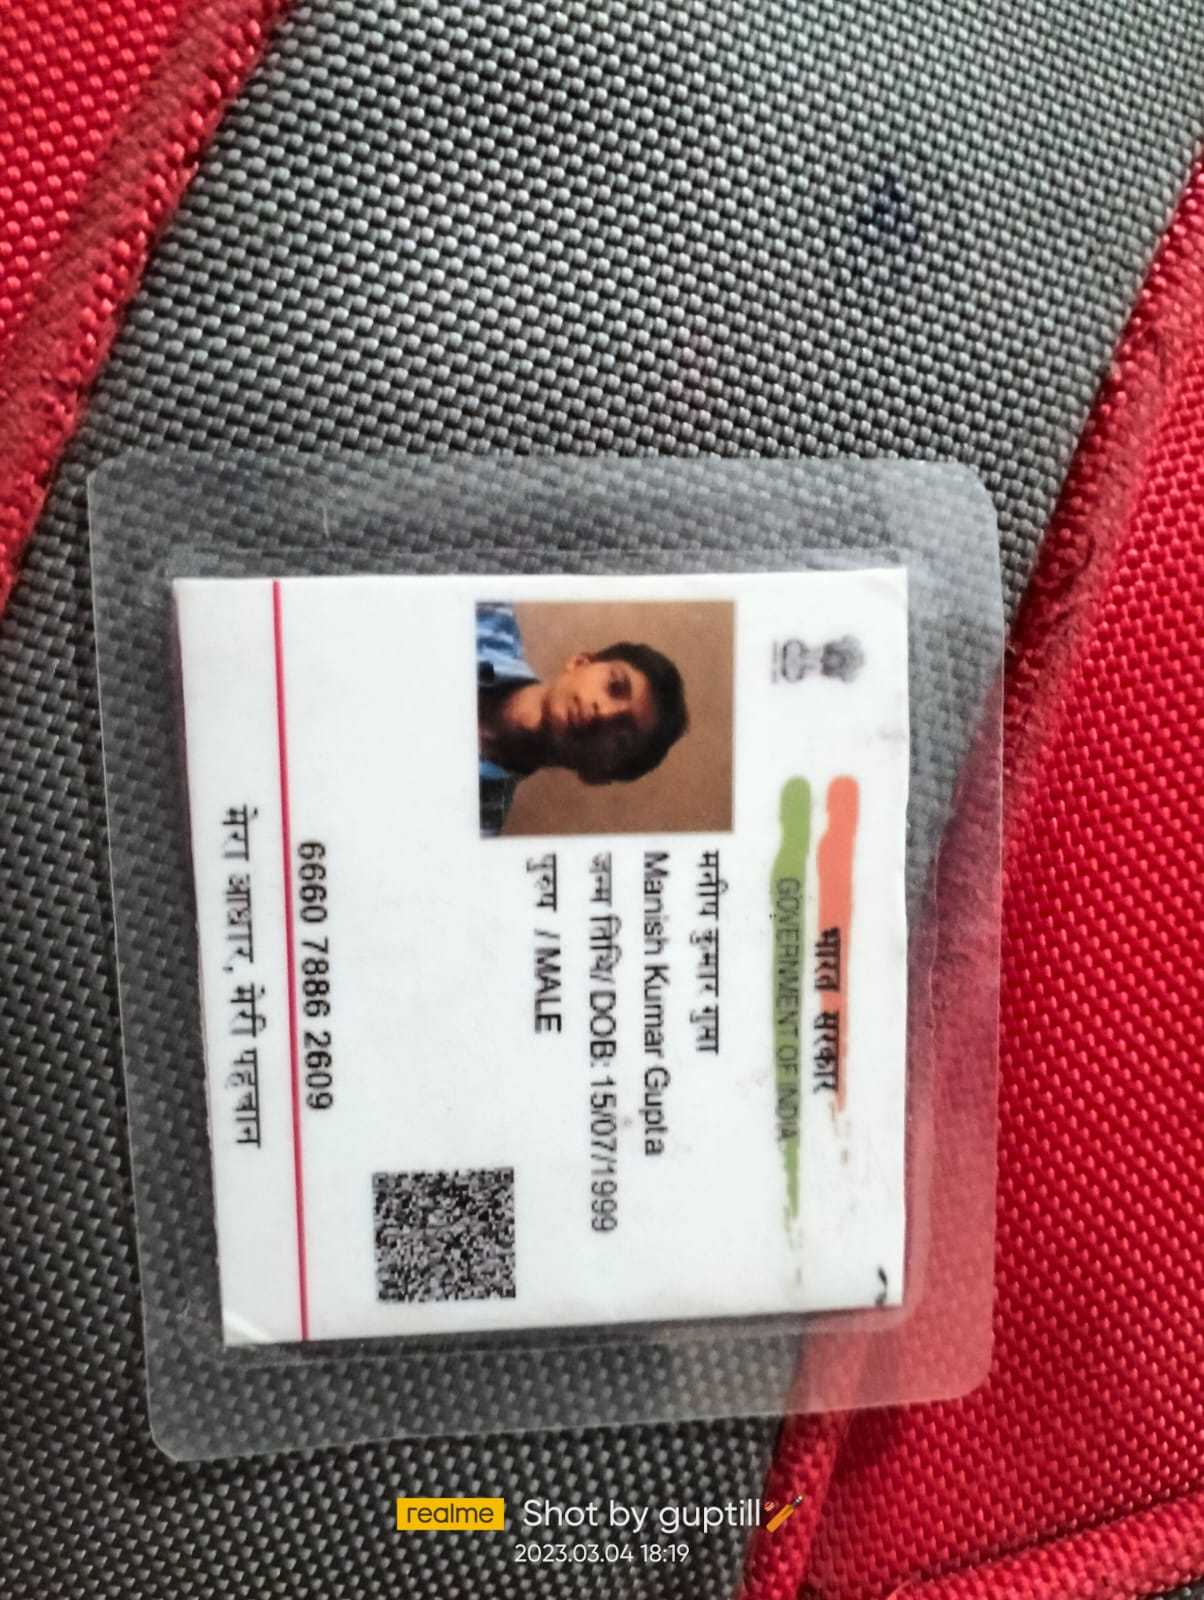 भारत सरकार
GOVERNMENT OF INDIA
मनीष कुमार गुप्ता
Manish Kumar Gupta
जन्म तिथि/ DOB: 15/07/1999
पुरुष / MALE
6660 7886 2609
मेरा आधार, मेरी पहचान
realme Shot by guptill
2023.03.04 18:19